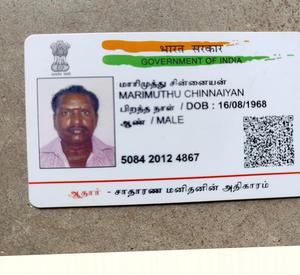 भारत सरकार
GOVERNMENT OF INDIA
மாரிமுத்து சின்னையன்
MARIMUTHU CHINNAIYAN
பிறத்த நாள் / DOB : 16/08/1968
ஆண் / MALE
5084 2012 4867
ஆதார் - சாதாரண மனிதனின் அதிகாரம்